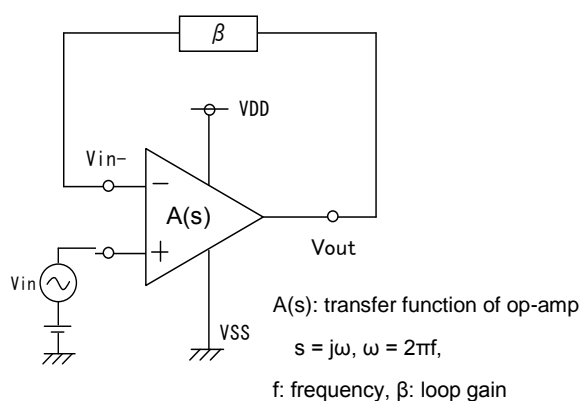 β
VDD
Vin-
−
A(s)
+
Vout
Vin
VSS
A(s): transfer function of op-amp
s = jω, ω = 2πf,
f: frequency, β: loop gain